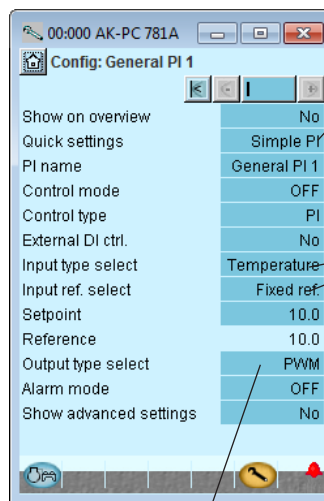 00:000 AK-PC 781A
Config: General PI 1
Show on overview No
Quick settings Simple PI
PI name General PI 1
Control mode OFF
Control type PI
External DI ctrl. No
Input type select Temperature
Input ref. select Fixed ref.
Setpoint 10.0
Reference 10.0
Output type select PWM
Alarm mode OFF
Show advanced settings No